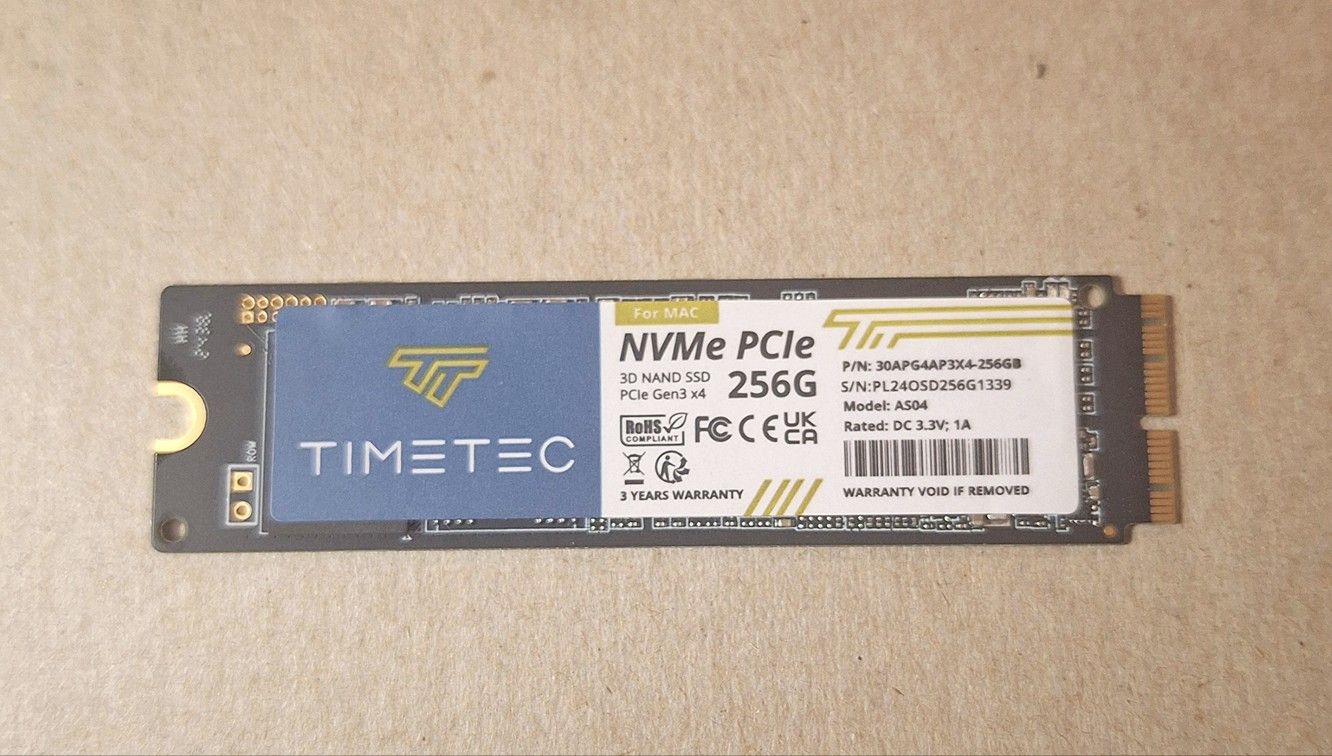 TIMETEC
For MAC
NVMe PCIe
3D NAND SSD
PCIe Gen3 x4
256G
RoHS
COMPLIANT
FC CE UK
CA
3 YEARS WARRANTY
P/N: 30APG4AP3X4-256GB
S/N:PL24OSD256G1339
Model: AS04
Rated: DC 3.3V; 1A
WARRANTY VOID IF REMOVED
ROW